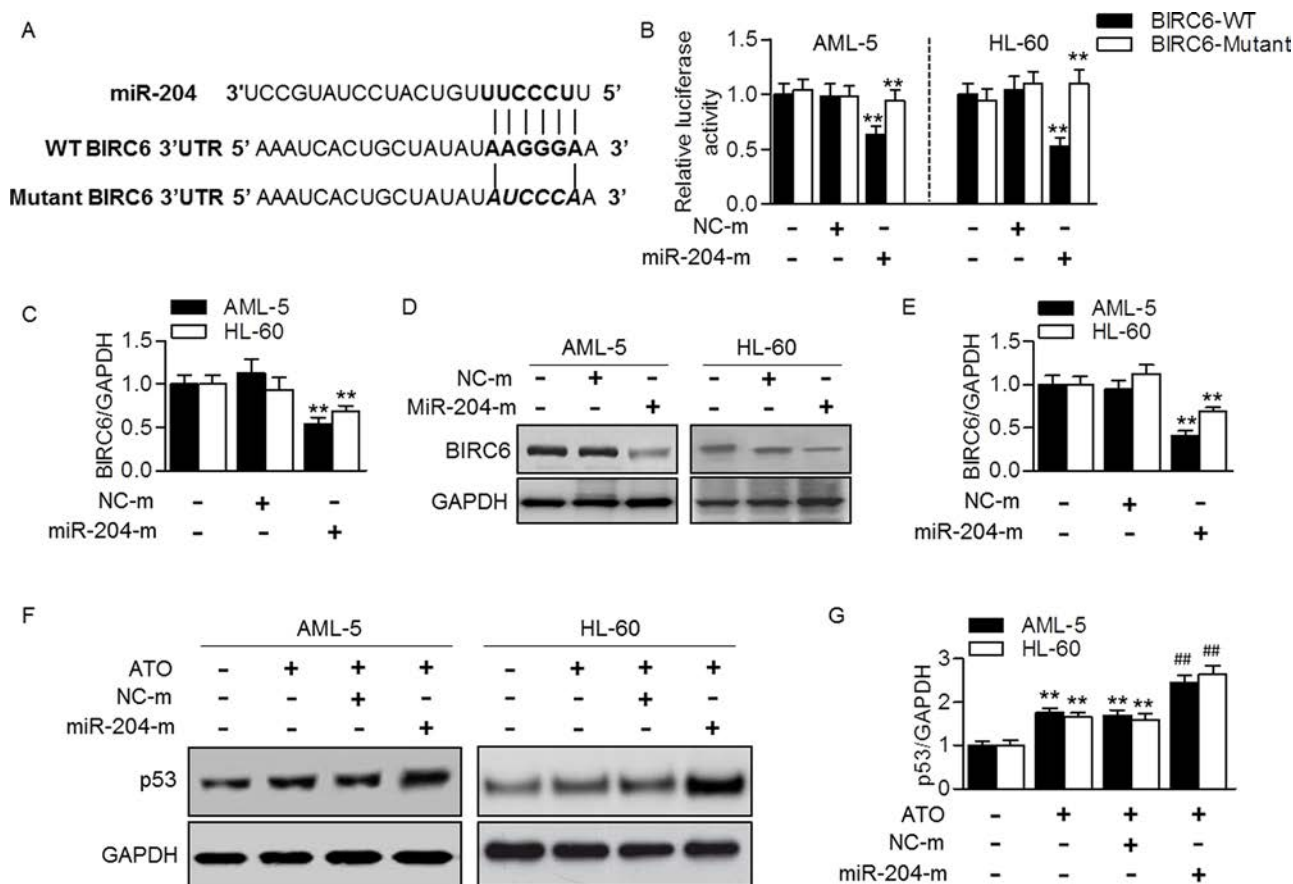 A
miR-204 3'UCCGUAUCCUACUGUUUCCCUU 5'
WT BIRC6 3'UTR 5' AAAUCACUGCUAUAUAAGGGAA 3'
Mutant BIRC6 3'UTR 5' AAAUCACUGCUAUAUAUCCCAA 3'
B
BIRC6-WT
BIRC6-Mutant
AML-5 HL-60
Relative luciferase
activity
1.5
1.0
0.5
0.0
** ** ** **
NC-m - + - - + -
miR-204-m - - + - - +
C
AML-5
HL-60
BIRC6/GAPDH
1.5
1.0
0.5
0.0
** **
NC-m - + -
miR-204-m - - +
D
AML-5 HL-60
NC-m - + - - + -
MiR-204-m - - + - - +
BIRC6
GAPDH
E
AML-5
HL-60
BIRC6/GAPDH
1.5
1.0
0.5
0.0
** **
NC-m - + -
miR-204-m - - +
F
AML-5 HL-60
ATO - + + + - + + +
NC-m - - + - - - + -
miR-204-m - - - + - - - +
p53
GAPDH
G
AML-5
HL-60
p53/GAPDH
3
2
1
0
** ** ** ** ## ##
ATO - + + +
NC-m - - + -
miR-204-m - - - +